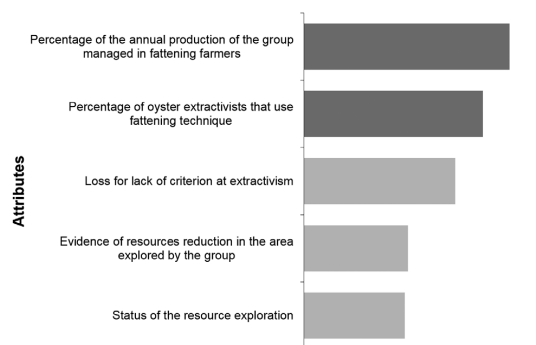 Percentage of the annual production of the group
managed in fattening farmers
Percentage of oyster extractivists that use
fattening technique
Attributes
Loss for lack of criterion at extractivism
Evidence of resources reduction in the area
explored by the group
Status of the resource exploration